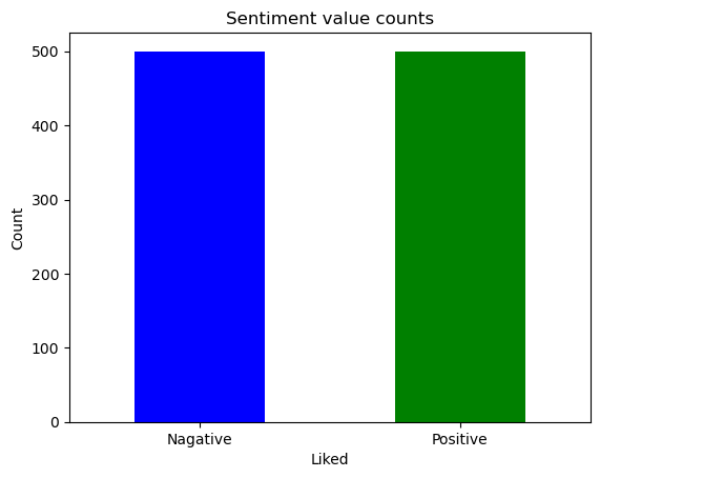 Sentiment value counts
500
400
300
200
100
0
Count
Nagative Positive
Liked